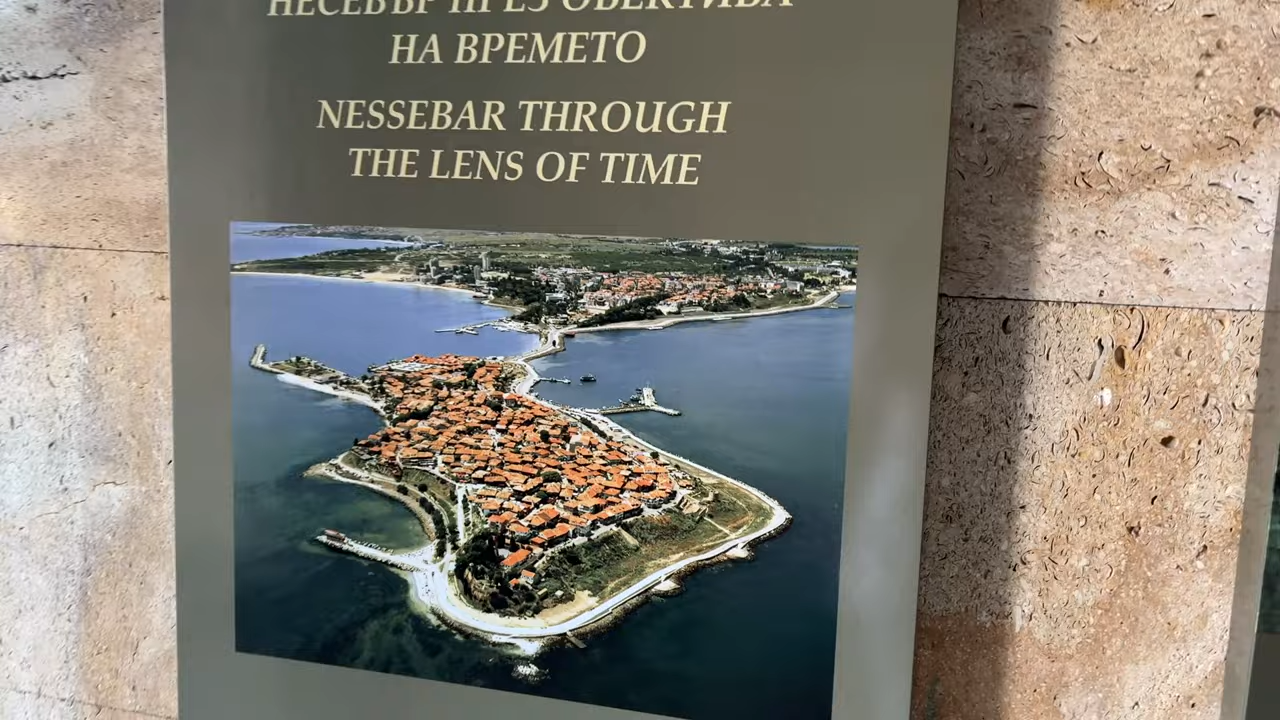 НЕСЕБЪР ПРЕЗ ОБЕКТИВА
НА ВРЕМЕТО
NESSEBAR THROUGH
THE LENS OF TIME